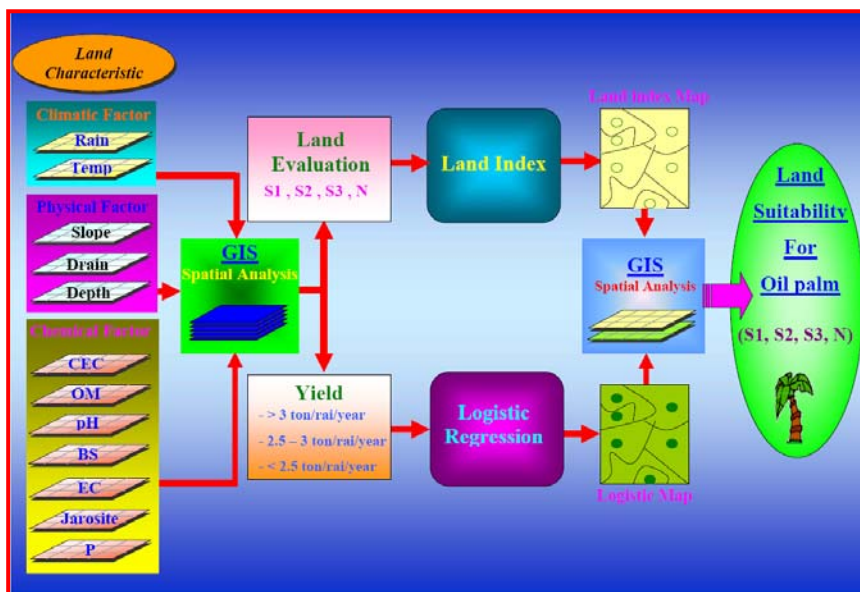 Land
Characteristic
Climatic Factor
Rain
Temp
Physical Factor
Slope
Drain
Depth
Chemical Factor
CEC
OM
pH
BS
EC
Jarosite
P
GIS
Spatial Analysis
Land
Evaluation
S1 , S2 , S3 , N
Yield
- > 3 ton/rai/year
- 2.5 – 3 ton/rai/year
- < 2.5 ton/rai/year
Land Index
Logistic
Regression
Land index Map
GIS
Spatial Analysis
Logistic Map
Land
Suitability
For
Oil palm
(S1, S2, S3, N)